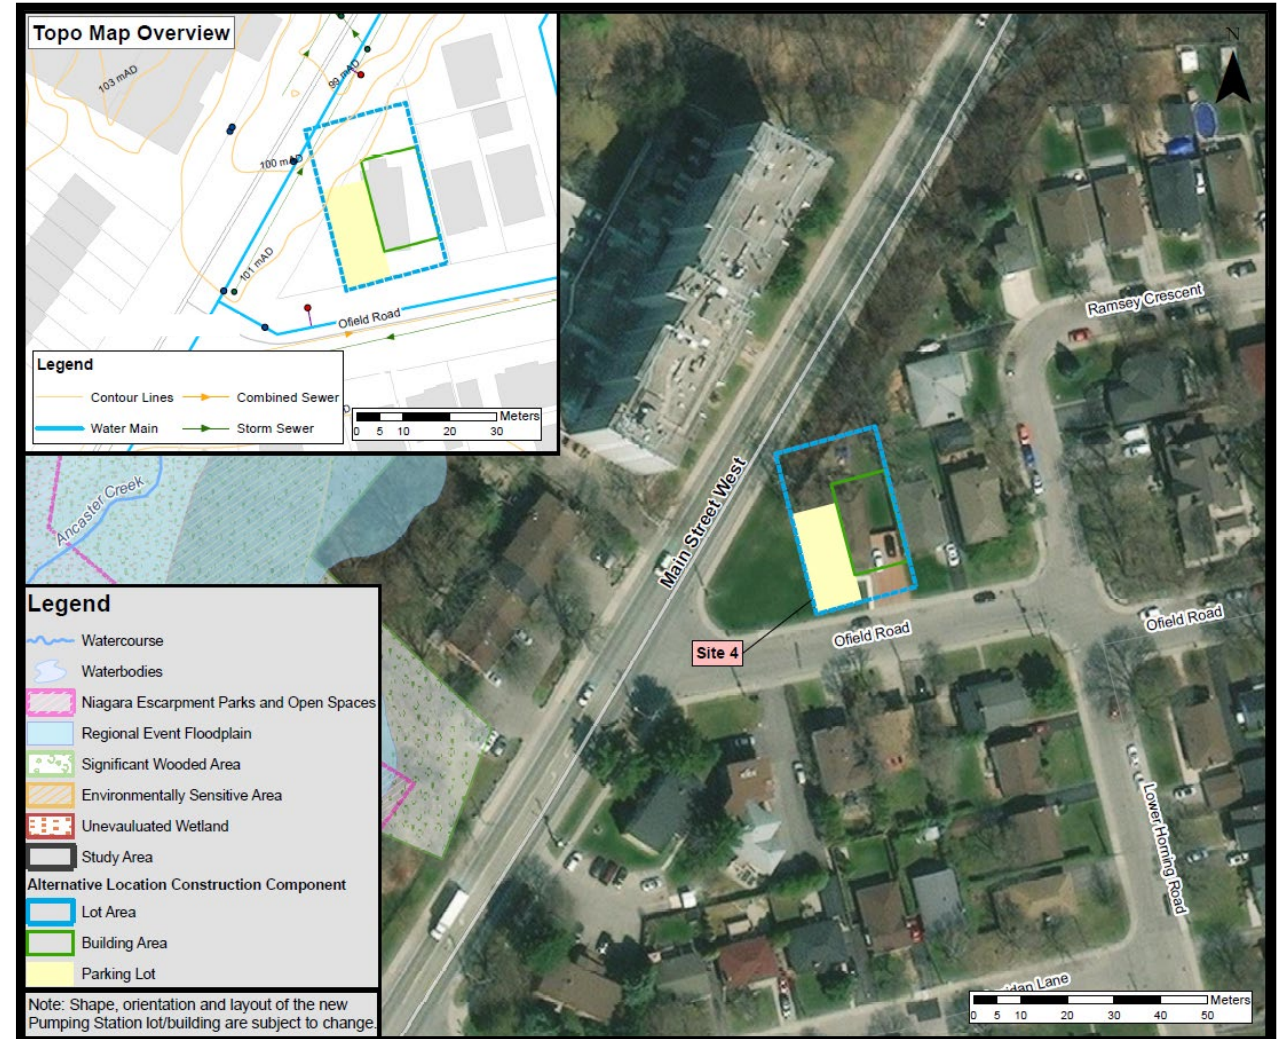 Topo Map Overview
103 mAD
99 mAD
100 m
101 mAD
Ofield Road
Legend
Contour Lines
Combined Sewer
Water Main
Storm Sewer
Meters
0 5 10 20 30
N
Ramsey Crescent
Main Street West
Ancaster Creek
Site 4
Ofield Road
Ofield Road
Lower Horning Road
Lane
Legend
Watercourse
Waterbodies
Niagara Escarpment Parks and Open Spaces
Regional Event Floodplain
Significant Wooded Area
Environmentally Sensitive Area
Unevauluated Wetland
Study Area
Alternative Location Construction Component
Lot Area
Building Area
Parking Lot
Note: Shape, orientation and layout of the new
Pumping Station lot/building are subject to change.
Meters
0 5 10 20 30 40 50